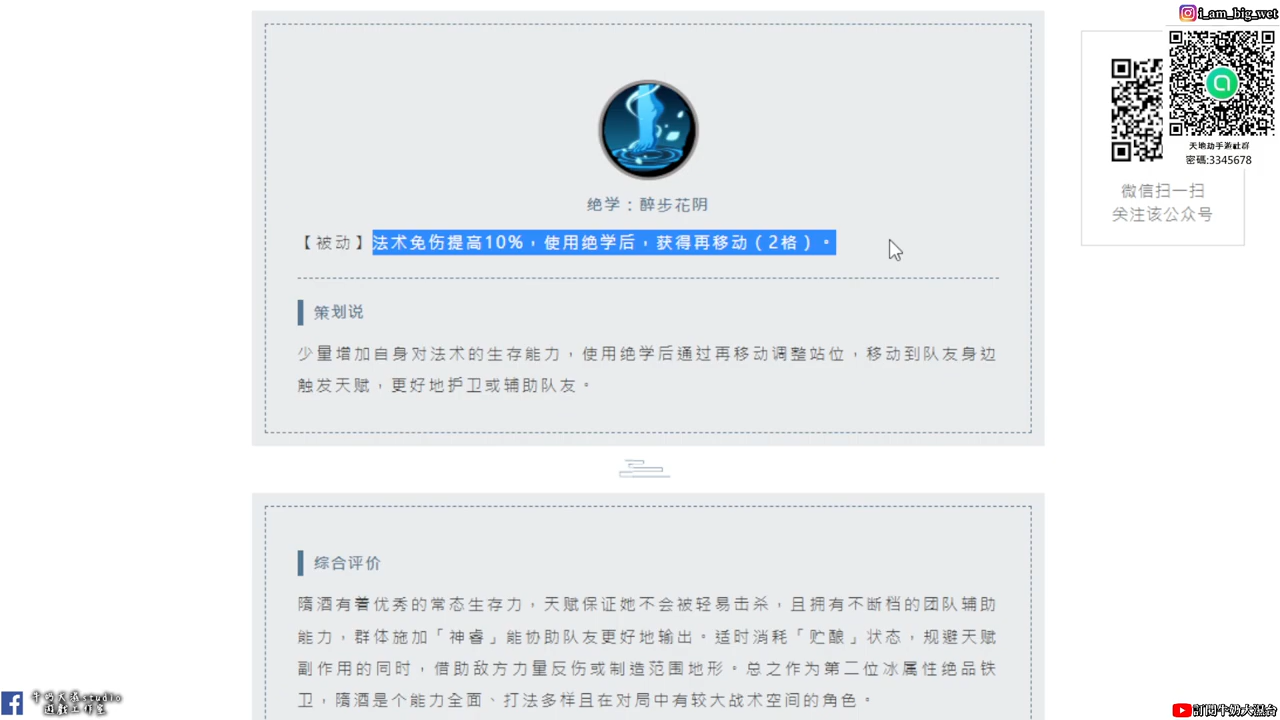 i_am_big_wet
天地劫手游社群
密碼:3345678
微信扫一扫
关注该公众号
绝学：醉步花阴
【被动】法术免伤提高10%，使用绝学后，获得再移动（2格）。
策划说
少量增加自身对法术的生存能力，使用绝学后通过再移动调整站位，移动到队友身边
触发天赋，更好地护卫或辅助队友。
综合评价
隋酒有着优秀的常态生存力，天赋保证她不会被轻易击杀，且拥有不断档的团队辅助
能力，群体施加「神睿」能协助队友更好地输出。适时消耗「贮酿」状态，规避天赋
副作用的同时，借助敌方力量反伤或制造范围地形。总之作为第二位冰属性绝品铁
卫，隋酒是个能力全面、打法多样且在对局中有较大战术空间的角色。
studio
遊戲工作室
訂閱牛奶大濕台